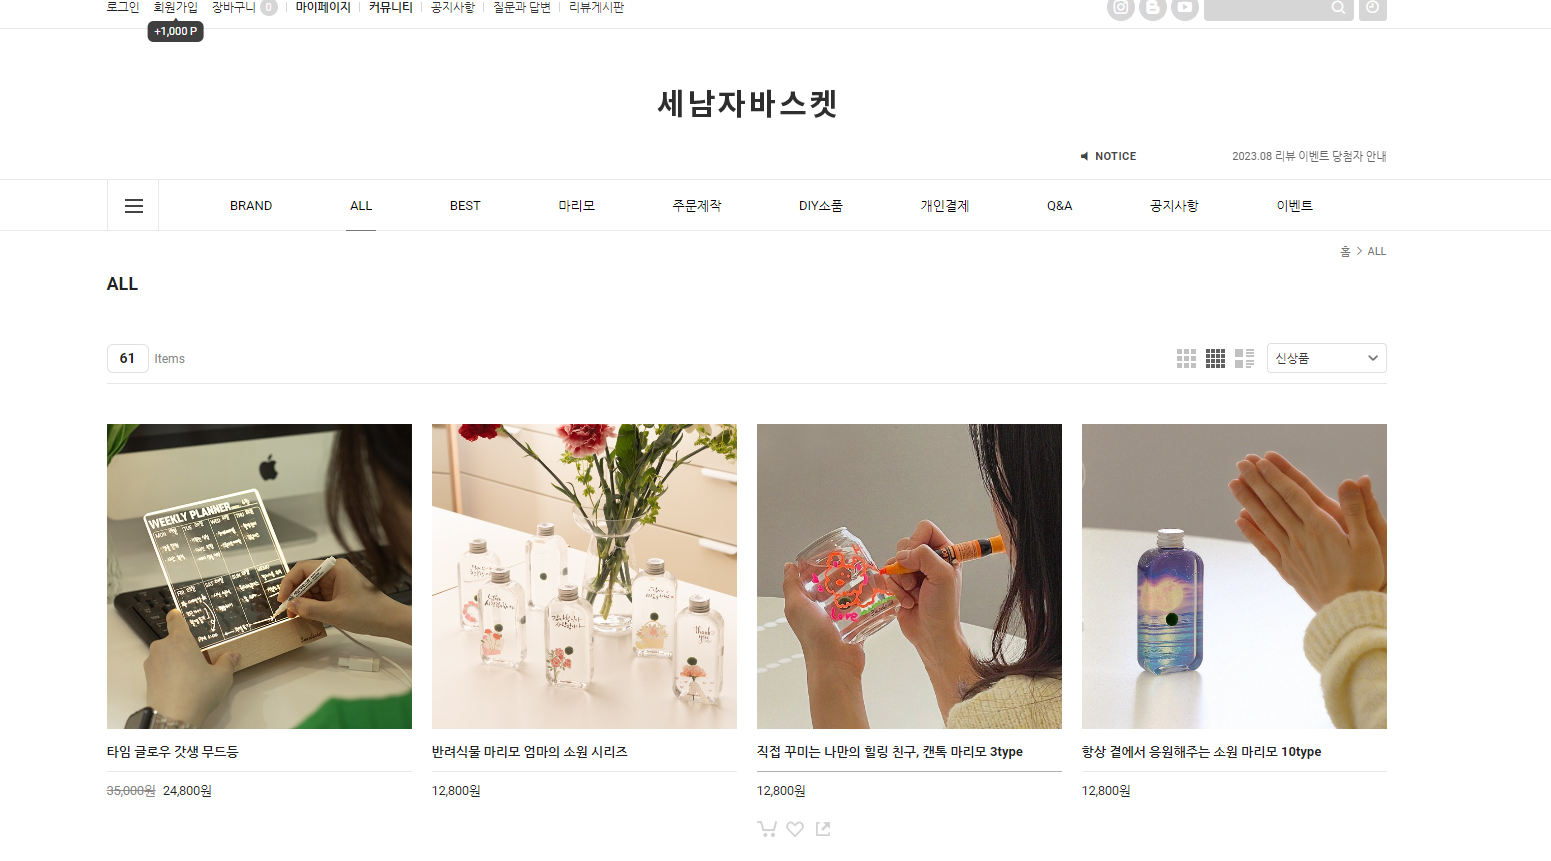 로그인 회원가입 장바구니 0 마이페이지 커뮤니티 공지사항 질문과 답변 리뷰게시판
+1,000 P
세남자바스켓
NOTICE 2023.08 리뷰 이벤트 당첨자 안내
BRAND ALL BEST 마리모 주문제작 DIY소품 개인결제 Q&A 공지사항 이벤트
홈 > ALL
ALL
61 Items 신상품
WEEKLY PLANNER
love
thank you
타임 글로우 갓생 무드등
35,000원 24,800원
반려식물 마리모 엄마의 소원 시리즈
12,800원
직접 꾸미는 나만의 힐링 친구, 캔톡 마리모 3type
12,800원
항상 곁에서 응원해주는 소원 마리모 10type
12,800원